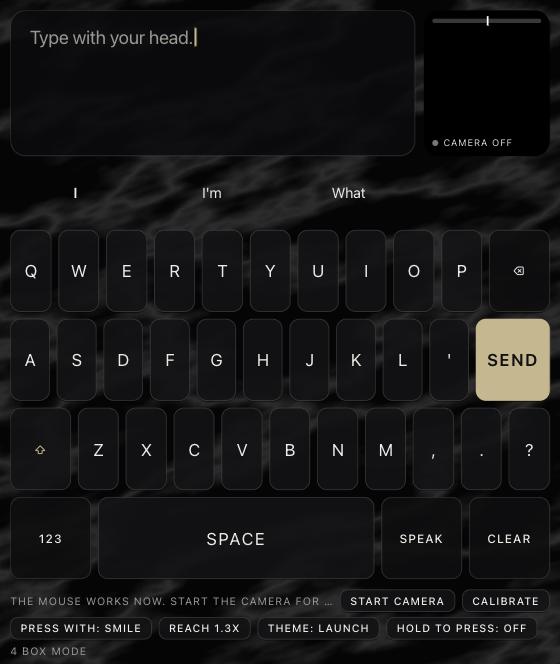 Type with your head.
CAMERA OFF
I I'm What
Q W E R T Y U I O P
A S D F G H J K L ' SEND
Z X C V B N M , . ?
123 SPACE SPEAK CLEAR
THE MOUSE WORKS NOW. START THE CAMERA FOR … START CAMERA CALIBRATE
PRESS WITH: SMILE REACH 1.3X THEME: LAUNCH HOLD TO PRESS: OFF
4 BOX MODE